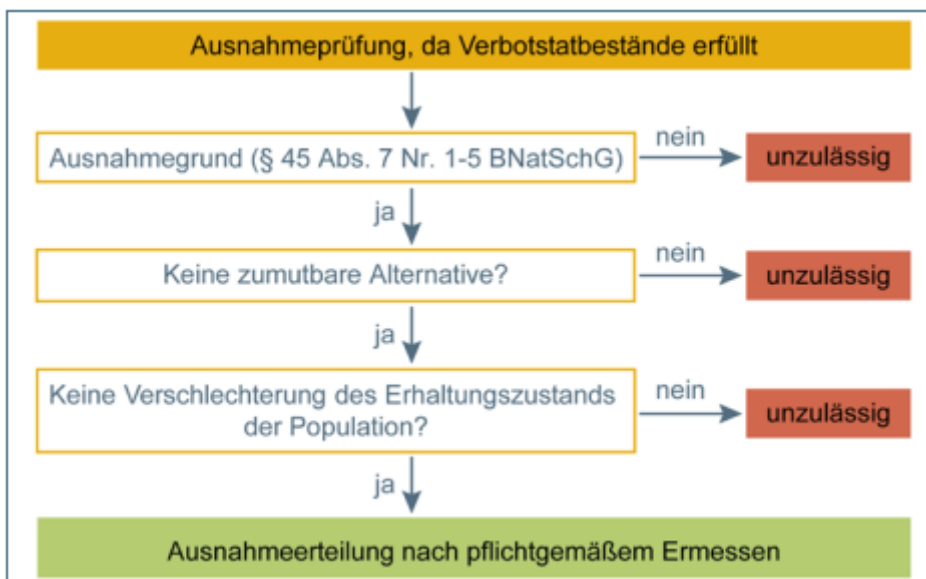 Ausnahmeprüfung, da Verbotstatbestände erfüllt
Ausnahmegrund (§ 45 Abs. 7 Nr. 1-5 BNatSchG)
nein
unzulässig
ja
Keine zumutbare Alternative?
nein
unzulässig
ja
Keine Verschlechterung des Erhaltungszustands
der Population?
nein
unzulässig
ja
Ausnahmeerteilung nach pflichtgemäßem Ermessen